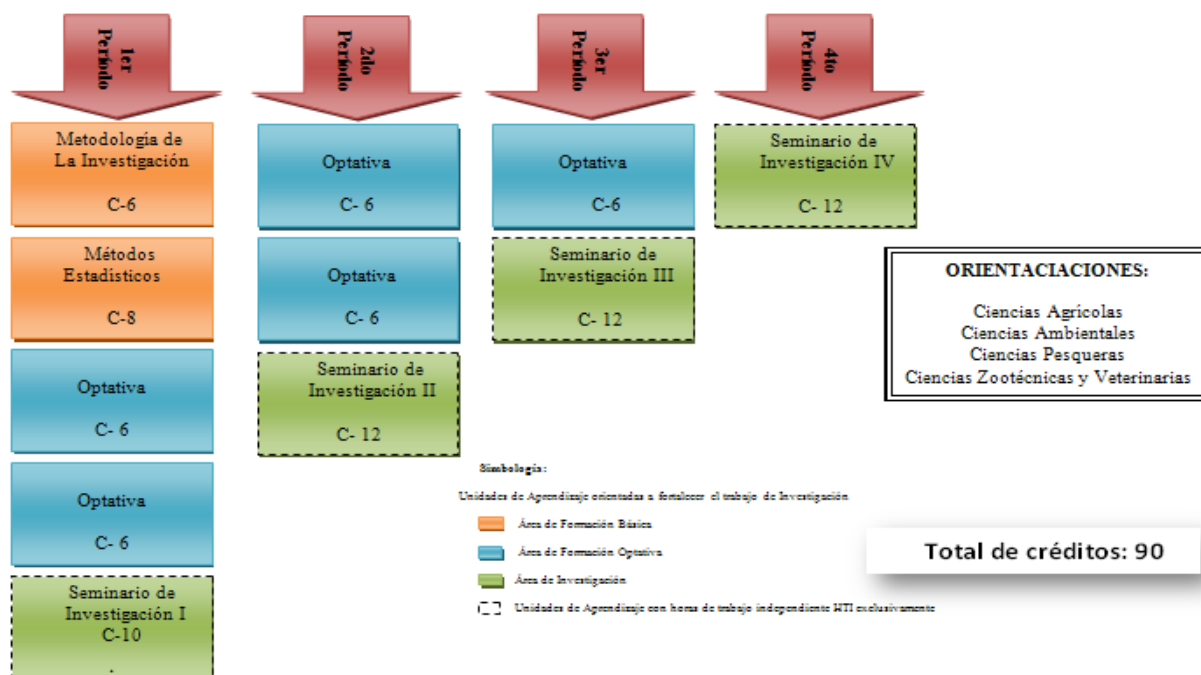 1er
Período
2do
Período
3er
Período
4to
Período
Metodología de
La Investigación
C-6
Métodos
Estadísticos
C-8
Optativa
C- 6
Optativa
C- 6
Seminario de
Investigación I
C-10
.
Optativa
C- 6
Optativa
C- 6
Seminario de
Investigación II
C- 12
Optativa
C-6
Seminario de
Investigación III
C- 12
Seminario de
Investigación IV
C- 12
ORIENTACIACIONES:
Ciencias Agrícolas
Ciencias Ambientales
Ciencias Pesqueras
Ciencias Zootécnicas y Veterinarias
Simbología:
Unidades de Aprendizaje orientadas a fortalecer el trabajo de Investigación
Área de Formación Básica
Área de Formación Optativa
Área de Investigación
Unidades de Aprendizaje con horas de trabajo independiente HTI exclusivamente
Total de créditos: 90